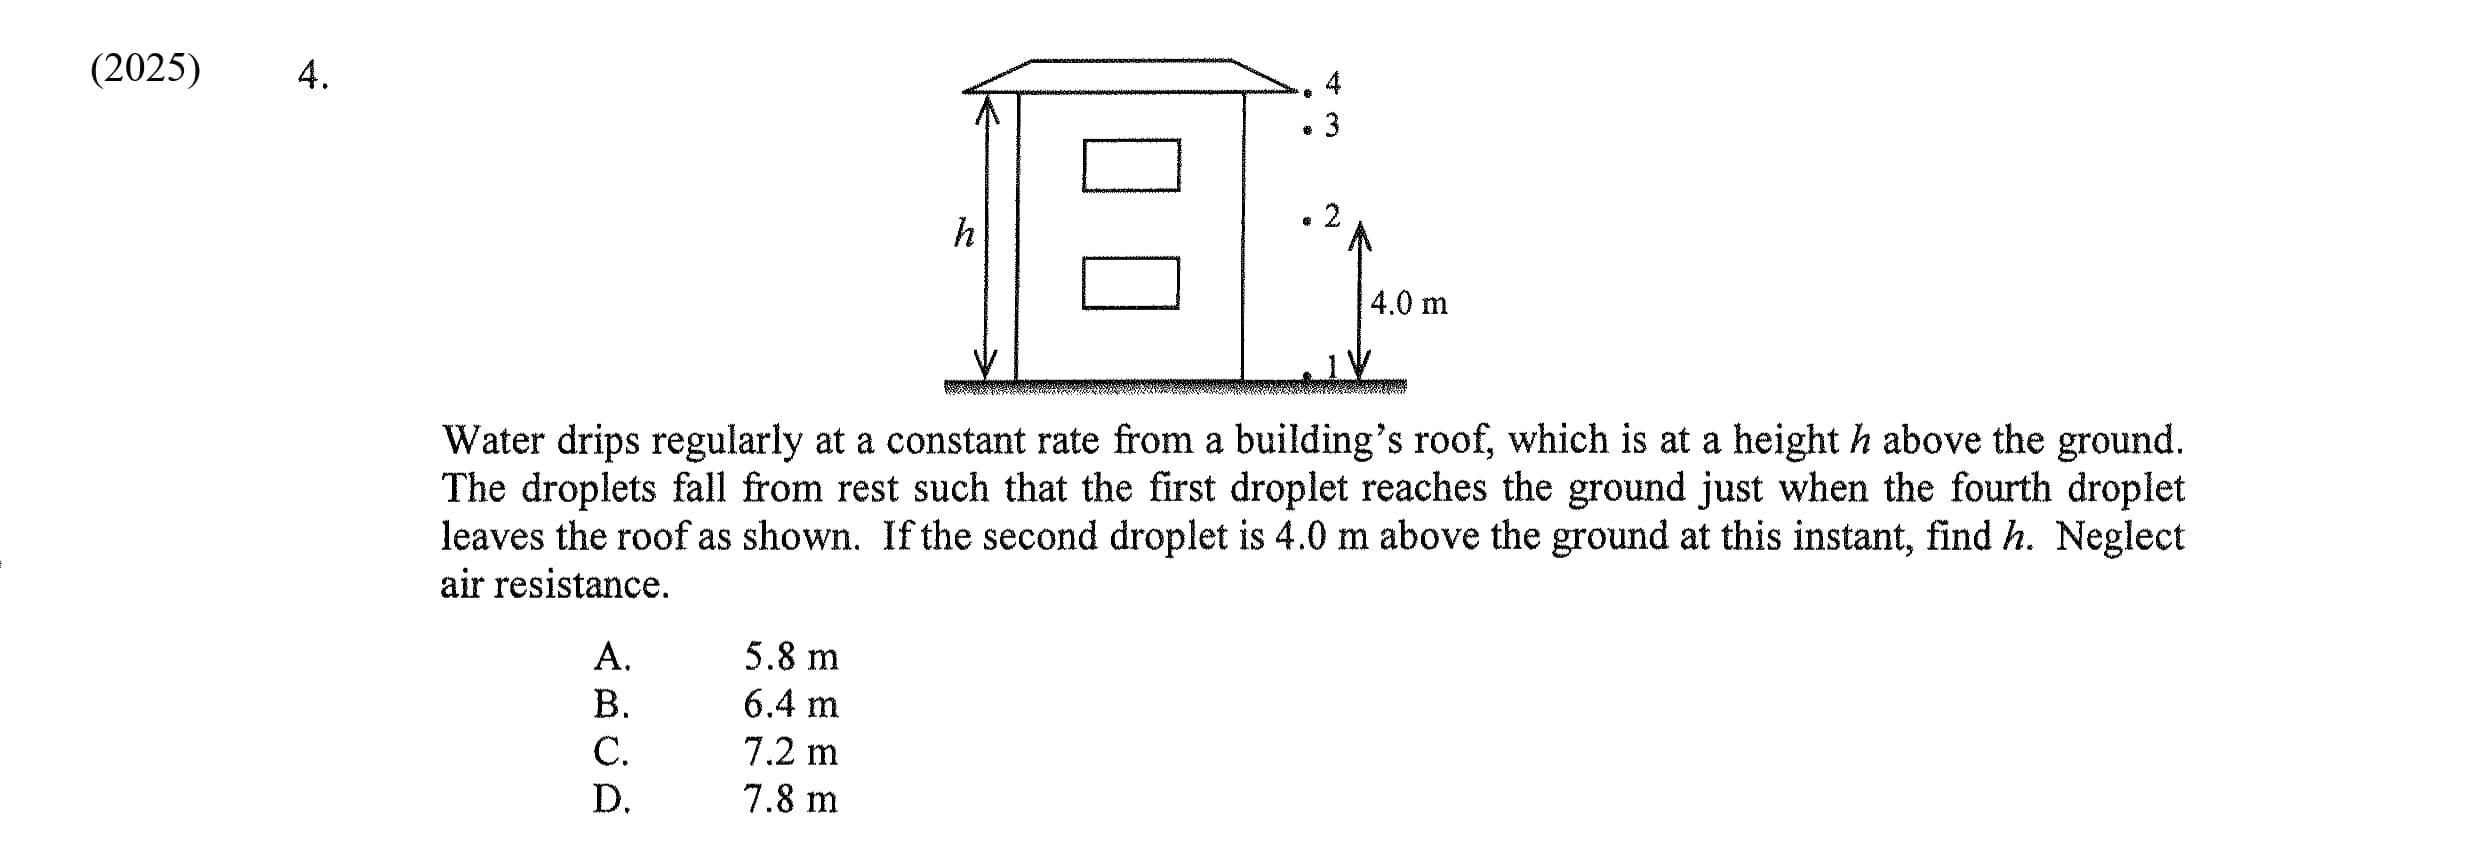 (2025) 4.
4
3
2
h
4.0 m
1
Water drips regularly at a constant rate from a building's roof, which is at a height h above the ground.
The droplets fall from rest such that the first droplet reaches the ground just when the fourth droplet
leaves the roof as shown. If the second droplet is 4.0 m above the ground at this instant, find h. Neglect
air resistance.
A. 5.8 m
B. 6.4 m
C. 7.2 m
D. 7.8 m